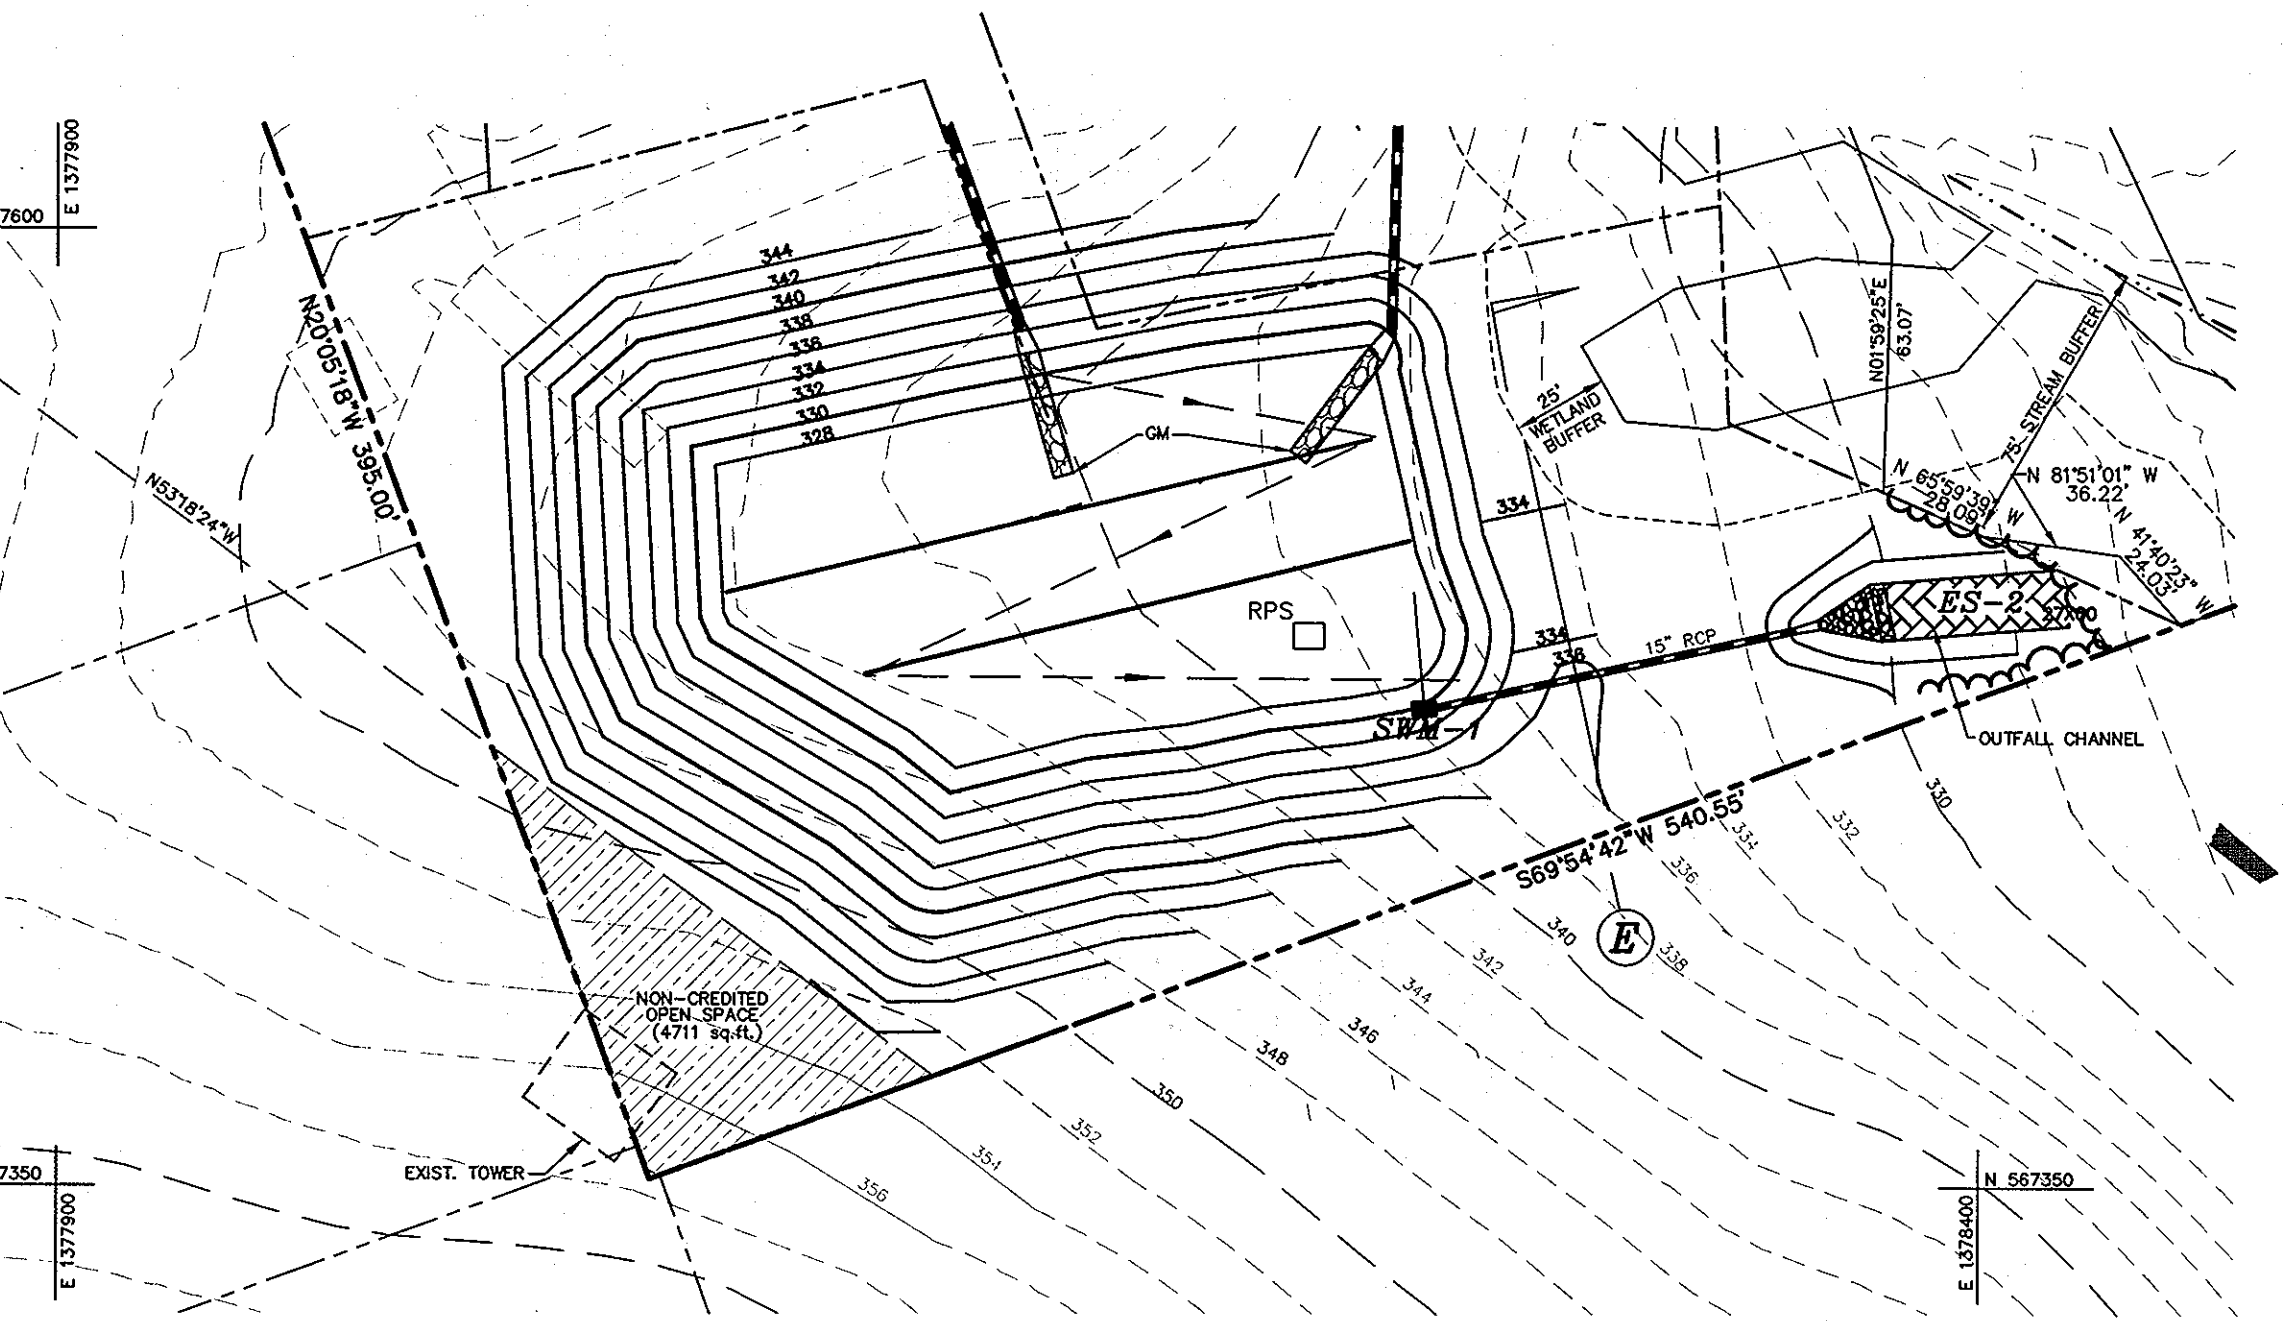 7600
E 1377900
N20°05'18"W 395.00'
N53°18'24"W
344
342
340
338
336
334
332
330
328
GM
RPS
334
334
336
SWM-1
15" RCP
25'
WETLAND
BUFFER
N01°59'25"E
63.07'
75' STREAM BUFFER
N 65°59'39" W
28.09'
N 81°51'01" W
36.22'
N 41°40'23" W
24.03'
ES-2
OUTFALL CHANNEL
S69°54'42"W 540.55'
E
330
332
334
336
338
340
342
344
346
348
350
352
354
356
NON-CREDITED
OPEN SPACE
(4711 sq.ft.)
EXIST. TOWER
7350
E 1377900
N 567350
E 1378400